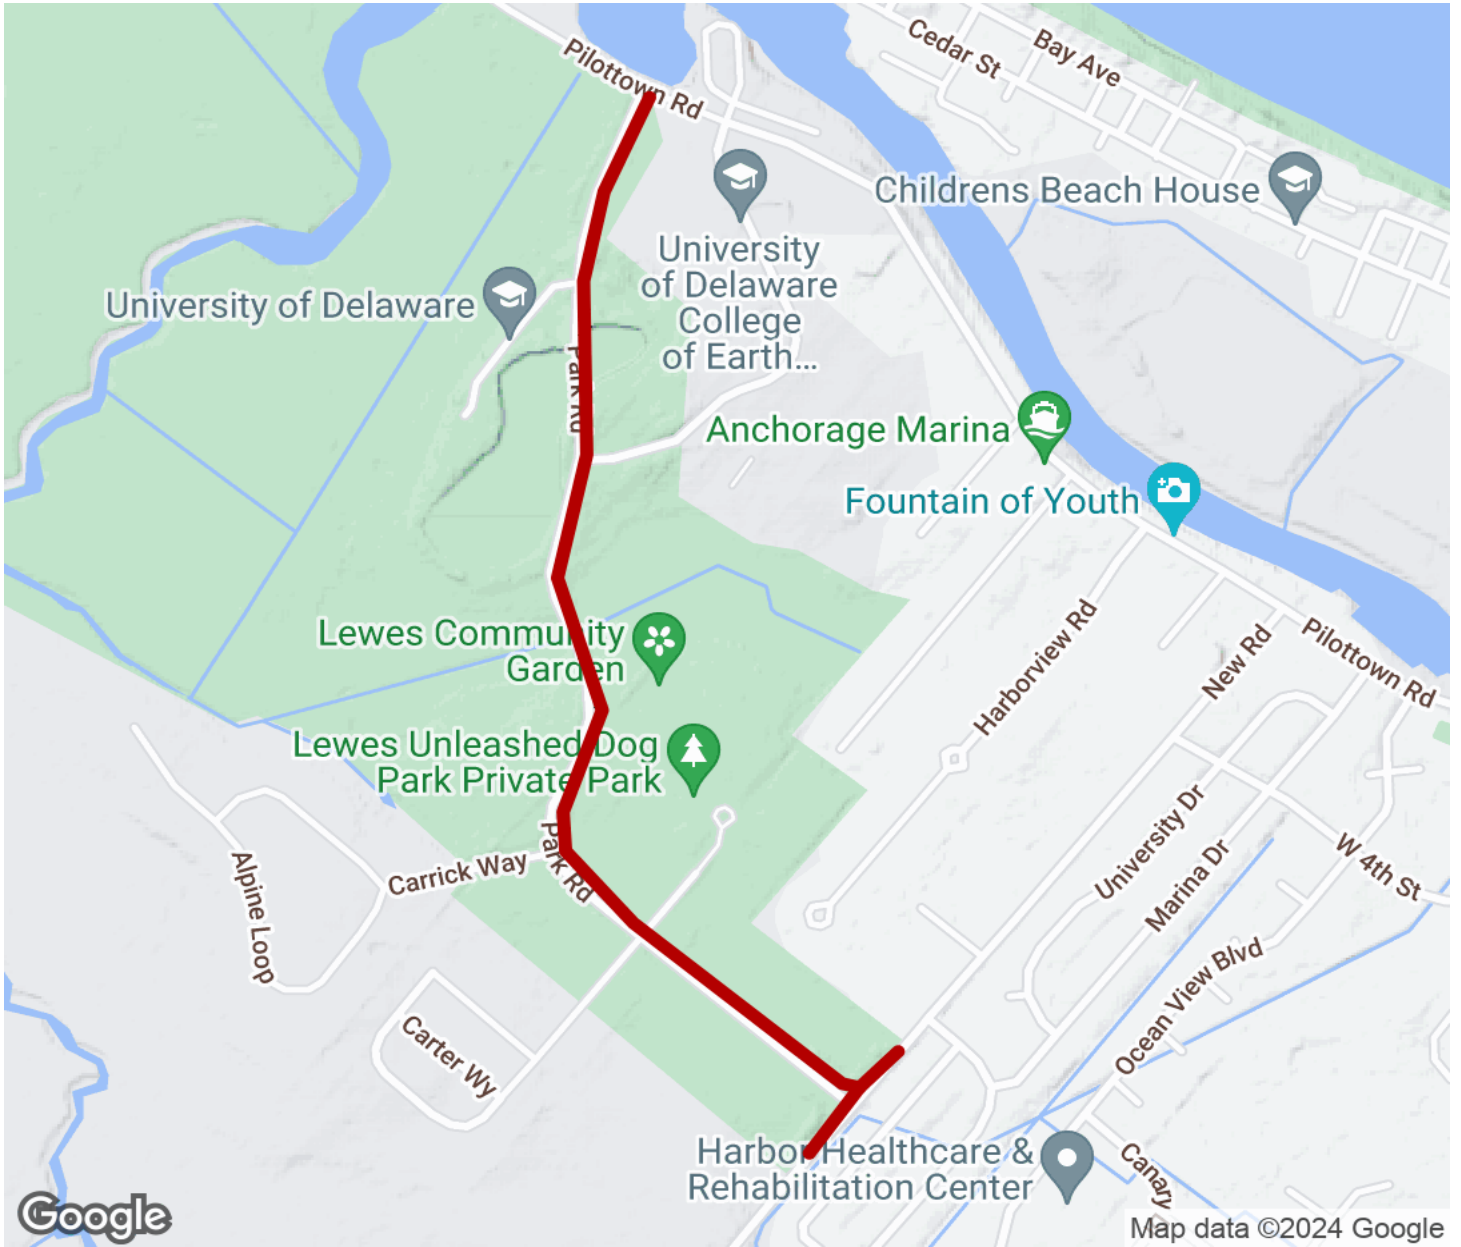 Pilottown Rd
Cedar St
Bay Ave
Childrens Beach House
University
of Delaware
College
of Earth...
University of Delaware
Park Rd
Anchorage Marina
Fountain of Youth
Lewes Community
Garden
Harborview Rd
New Rd
Pilottown Rd
Lewes Unleashed Dog
Park Private Park
University Dr
Marina Dr
W 4th St
Park Rd
Carrick Way
Alpine Loop
Ocean View Blvd
Carter Wy
Harbor Healthcare &
Rehabilitation Center
Canary
Google
Map data ©2024 Google